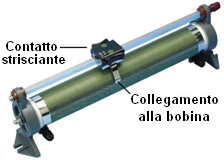 Contatto
strisciante
Collegamento
alla bobina